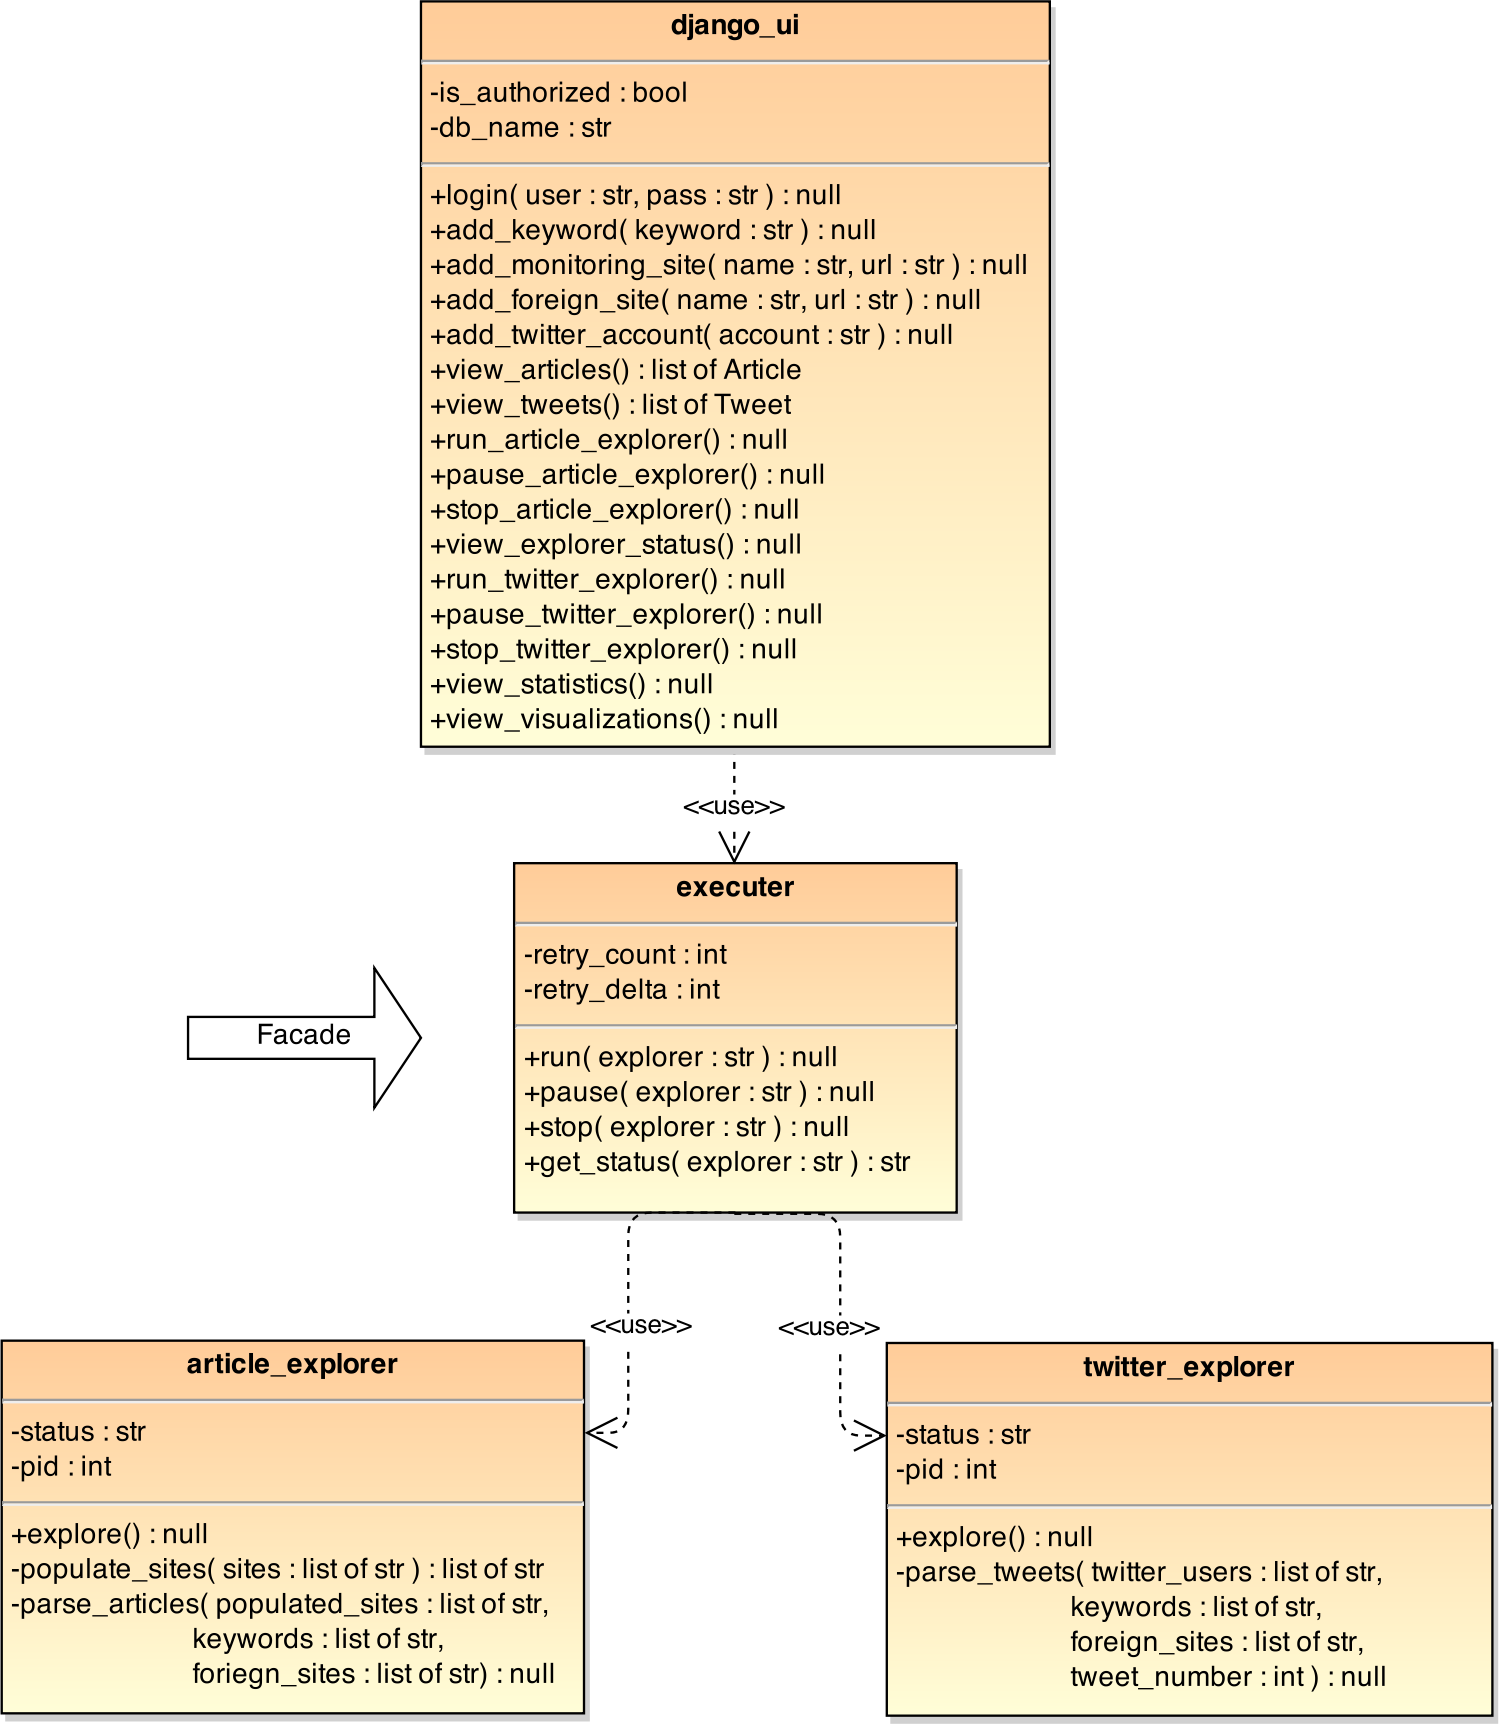 django_ui
-is_authorized : bool
-db_name : str
+login( user : str, pass : str ) : null
+add_keyword( keyword : str ) : null
+add_monitoring_site( name : str, url : str ) : null
+add_foreign_site( name : str, url : str ) : null
+add_twitter_account( account : str ) : null
+view_articles() : list of Article
+view_tweets() : list of Tweet
+run_article_explorer() : null
+pause_article_explorer() : null
+stop_article_explorer() : null
+view_explorer_status() : null
+run_twitter_explorer() : null
+pause_twitter_explorer() : null
+stop_twitter_explorer() : null
+view_statistics() : null
+view_visualizations() : null
<<use>>
executer
-retry_count : int
-retry_delta : int
+run( explorer : str ) : null
+pause( explorer : str ) : null
+stop( explorer : str ) : null
+get_status( explorer : str ) : str
Facade
<<use>>
<<use>>
article_explorer
-status : str
-pid : int
+explore() : null
-populate_sites( sites : list of str ) : list of str
-parse_articles( populated_sites : list of str,
keywords : list of str,
foriegn_sites : list of str) : null
twitter_explorer
-status : str
-pid : int
+explore() : null
-parse_tweets( twitter_users : list of str,
keywords : list of str,
foreign_sites : list of str,
tweet_number : int ) : null